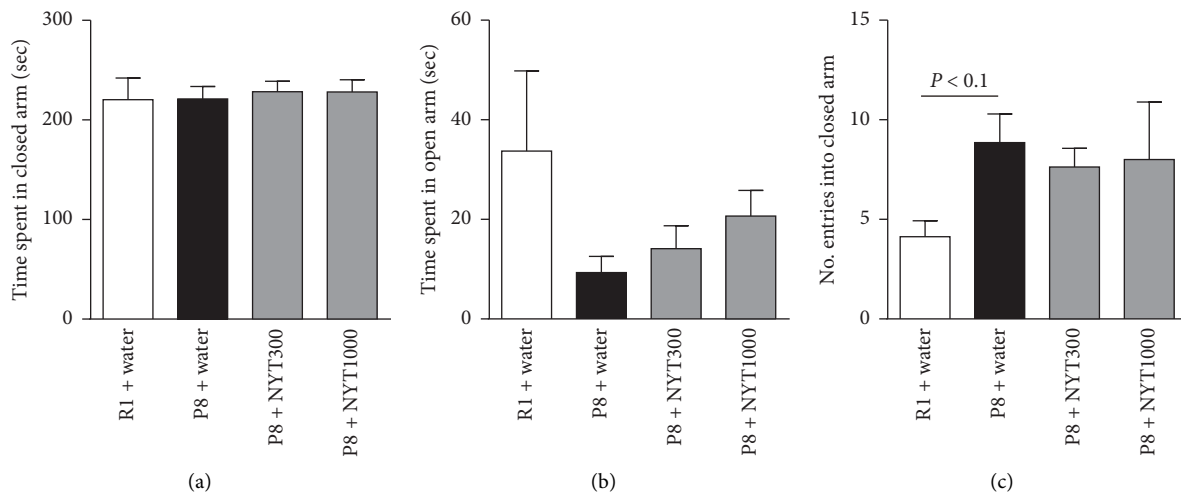 Time spent in closed arm (sec)
300
200
100
0
R1 + water
P8 + water
P8 + NYT300
P8 + NYT1000
(a)
Time spent in open arm (sec)
60
40
20
0
R1 + water
P8 + water
P8 + NYT300
P8 + NYT1000
(b)
No. entries into closed arm
15
10
5
0
P < 0.1
R1 + water
P8 + water
P8 + NYT300
P8 + NYT1000
(c)